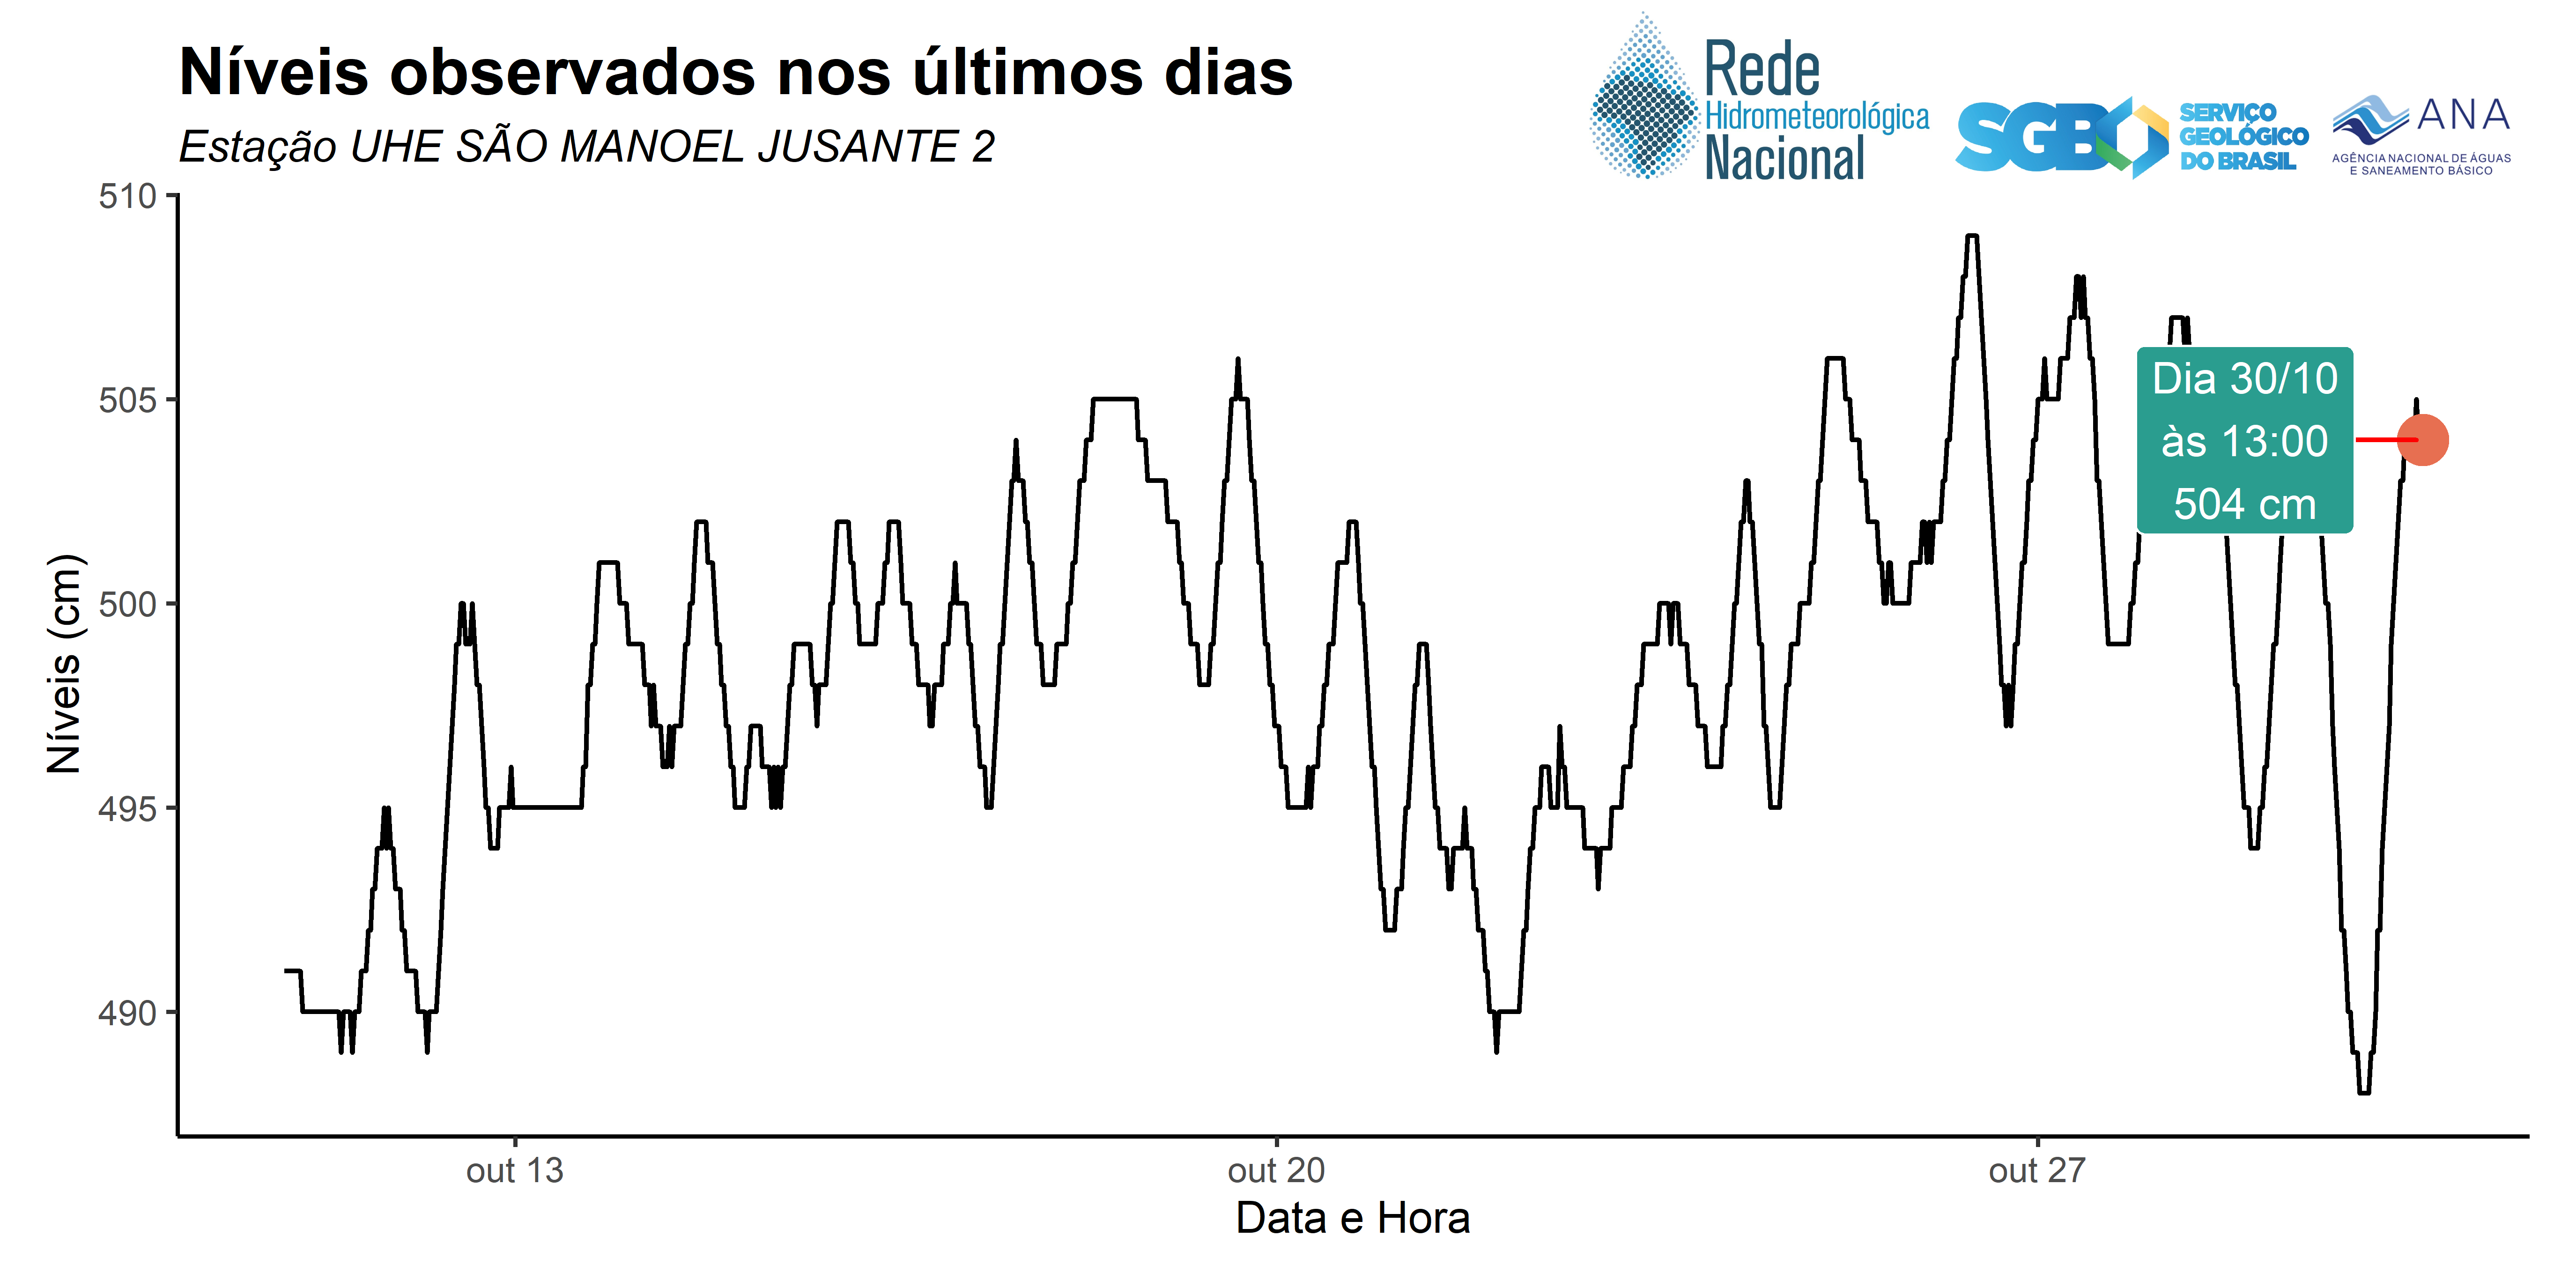 Níveis observados nos últimos dias
Estação UHE SÃO MANOEL JUSANTE 2
Rede
Hidrometeorológica
Nacional
SGB
SERVIÇO
GEOLÓGICO
DO BRASIL
ANA
AGÊNCIA NACIONAL DE ÁGUAS
E SANEAMENTO BÁSICO
510
505
500
495
490
Níveis (cm)
Dia 30/10
às 13:00
504 cm
out 13
out 20
out 27
Data e Hora